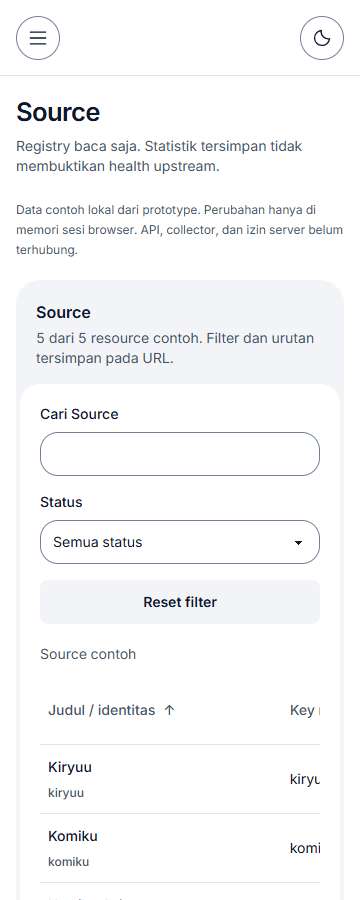 Source
Registry baca saja. Statistik tersimpan tidak
membuktikan health upstream.
Data contoh lokal dari prototype. Perubahan hanya di
memori sesi browser. API, collector, dan izin server belum
terhubung.
Source
5 dari 5 resource contoh. Filter dan urutan
tersimpan pada URL.
Cari Source
Status
Semua status
Reset filter
Source contoh
Judul / identitas ↑ Key
Kiryuu
kiryuu
Komiku
komiku